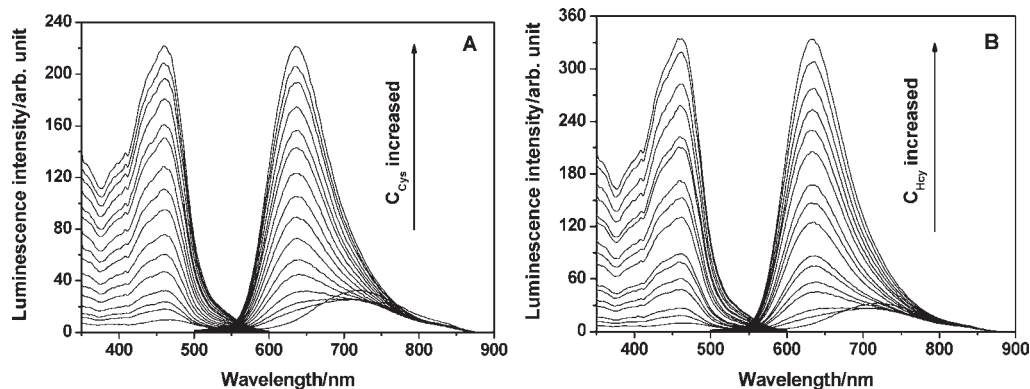 A
B
Luminescence intensity/arb. unit
240
200
160
120
80
40
0
C_Cys increased
400 500 600 700 800 900
Wavelength/nm
Luminescence intensity/arb. unit
360
300
240
180
120
60
0
C_Hcy increased
400 500 600 700 800 900
Wavelength/nm